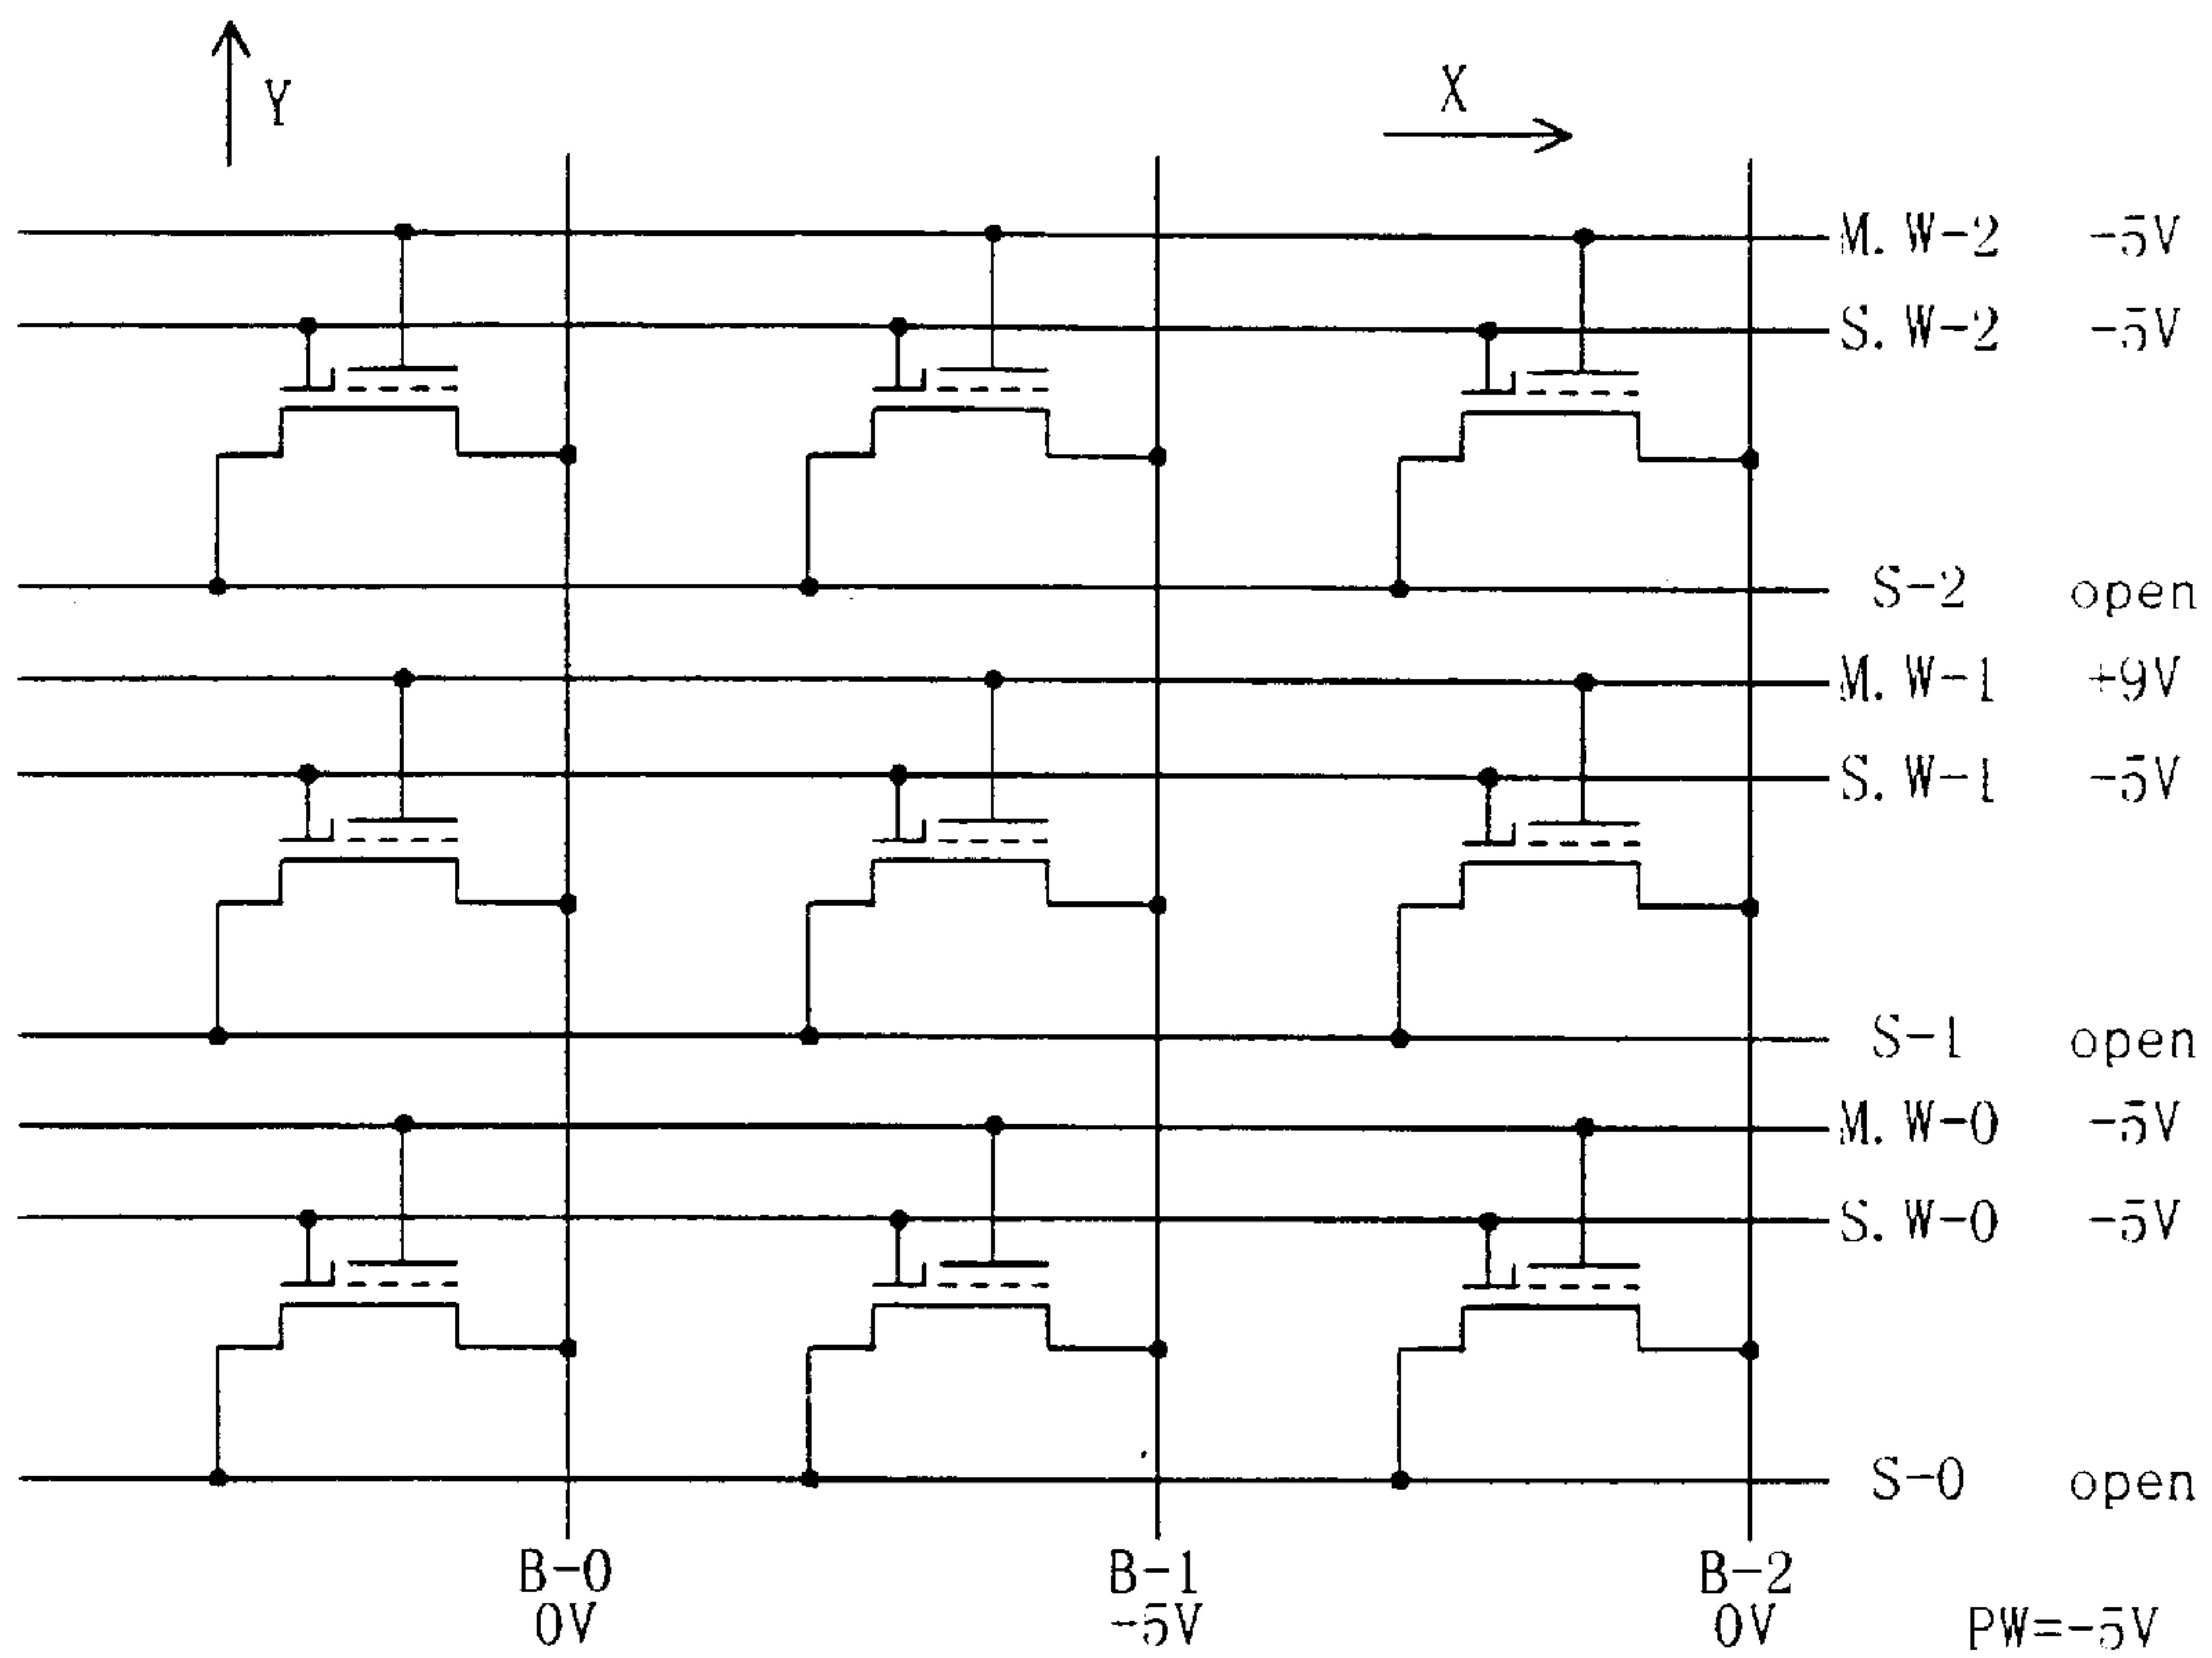 Y
X
M.W-2 -5V
S.W-2 -5V
S-2 open
M.W-1 +9V
S.W-1 -5V
S-1 open
M.W-0 -5V
S.W-0 -5V
S-0 open
B-0 B-1 B-2
0V -5V 0V
PW=-5V